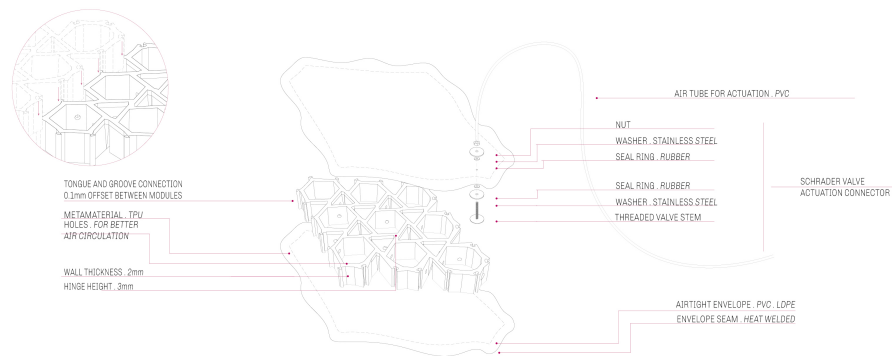 AIR TUBE FOR ACTUATION . PVC
NUT
WASHER . STAINLESS STEEL
SEAL RING . RUBBER
SEAL RING . RUBBER
WASHER . STAINLESS STEEL
THREADED VALVE STEM
SCHRADER VALVE
ACTUATION CONNECTOR
TONGUE AND GROOVE CONNECTION
0.1mm OFFSET BETWEEN MODULES
METAMATERIAL . TPU
HOLES . FOR BETTER
AIR CIRCULATION
WALL THICKNESS . 2mm
HINGE HEIGHT . 3mm
AIRTIGHT ENVELOPE . PVC . LDPE
ENVELOPE SEAM . HEAT WELDED